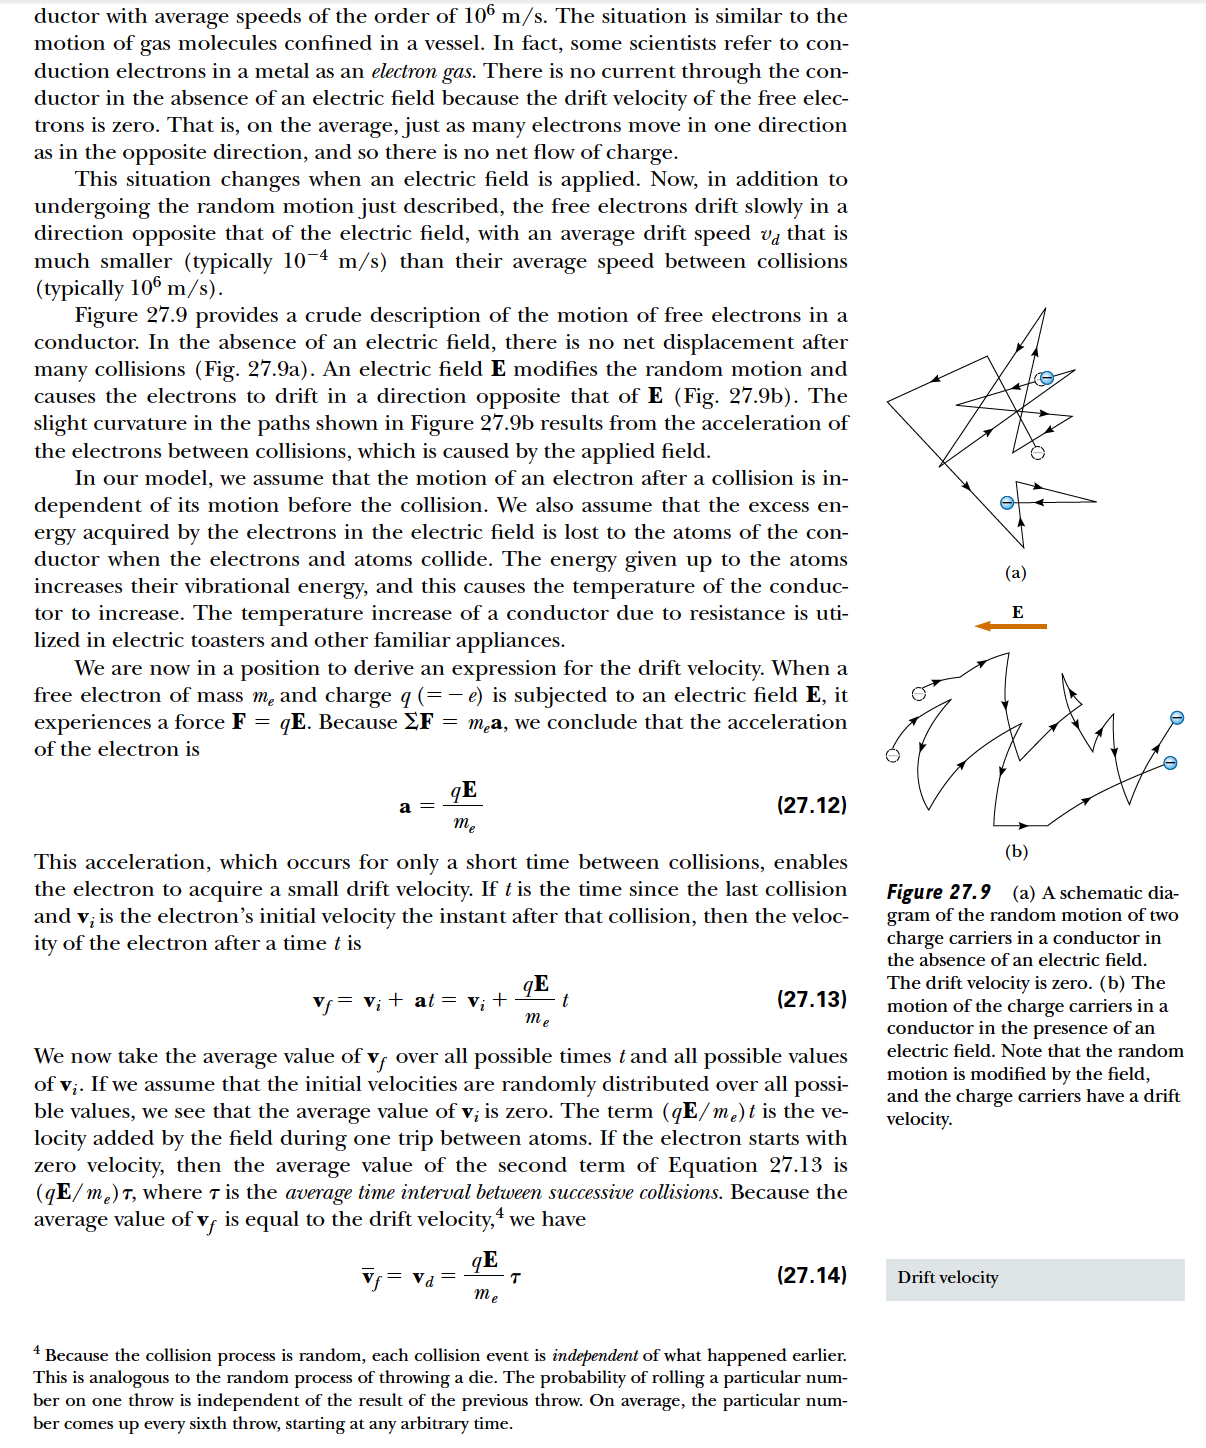 ductor with average speeds of the order of 10⁶ m/s. The situation is similar to the
motion of gas molecules confined in a vessel. In fact, some scientists refer to con-
duction electrons in a metal as an electron gas. There is no current through the con-
ductor in the absence of an electric field because the drift velocity of the free elec-
trons is zero. That is, on the average, just as many electrons move in one direction
as in the opposite direction, and so there is no net flow of charge.
This situation changes when an electric field is applied. Now, in addition to
undergoing the random motion just described, the free electrons drift slowly in a
direction opposite that of the electric field, with an average drift speed v_d that is
much smaller (typically 10⁻⁴ m/s) than their average speed between collisions
(typically 10⁶ m/s).
Figure 27.9 provides a crude description of the motion of free electrons in a
conductor. In the absence of an electric field, there is no net displacement after
many collisions (Fig. 27.9a). An electric field E modifies the random motion and
causes the electrons to drift in a direction opposite that of E (Fig. 27.9b). The
slight curvature in the paths shown in Figure 27.9b results from the acceleration of
the electrons between collisions, which is caused by the applied field.
In our model, we assume that the motion of an electron after a collision is in-
dependent of its motion before the collision. We also assume that the excess en-
ergy acquired by the electrons in the electric field is lost to the atoms of the con-
ductor when the electrons and atoms collide. The energy given up to the atoms
increases their vibrational energy, and this causes the temperature of the conduc-
tor to increase. The temperature increase of a conductor due to resistance is uti-
lized in electric toasters and other familiar appliances.
We are now in a position to derive an expression for the drift velocity. When a
free electron of mass m_e and charge q (= −e) is subjected to an electric field E, it
experiences a force F = qE. Because ΣF = m_e a, we conclude that the acceleration
of the electron is
a = qE/m_e (27.12)
This acceleration, which occurs for only a short time between collisions, enables
the electron to acquire a small drift velocity. If t is the time since the last collision
and v_i is the electron's initial velocity the instant after that collision, then the veloc-
ity of the electron after a time t is
v_f = v_i + at = v_i + qE/m_e t (27.13)
We now take the average value of v_f over all possible times t and all possible values
of v_i. If we assume that the initial velocities are randomly distributed over all possi-
ble values, we see that the average value of v_i is zero. The term (qE/m_e)t is the ve-
locity added by the field during one trip between atoms. If the electron starts with
zero velocity, then the average value of the second term of Equation 27.13 is
(qE/m_e)τ, where τ is the average time interval between successive collisions. Because the
average value of v_f is equal to the drift velocity,⁴ we have
v̄_f = v_d = qE/m_e τ (27.14)
⁴ Because the collision process is random, each collision event is independent of what happened earlier.
This is analogous to the random process of throwing a die. The probability of rolling a particular num-
ber on one throw is independent of the result of the previous throw. On average, the particular num-
ber comes up every sixth throw, starting at any arbitrary time.
(a)
E
(b)
Figure 27.9 (a) A schematic dia-
gram of the random motion of two
charge carriers in a conductor in
the absence of an electric field.
The drift velocity is zero. (b) The
motion of the charge carriers in a
conductor in the presence of an
electric field. Note that the random
motion is modified by the field,
and the charge carriers have a drift
velocity.
Drift velocity